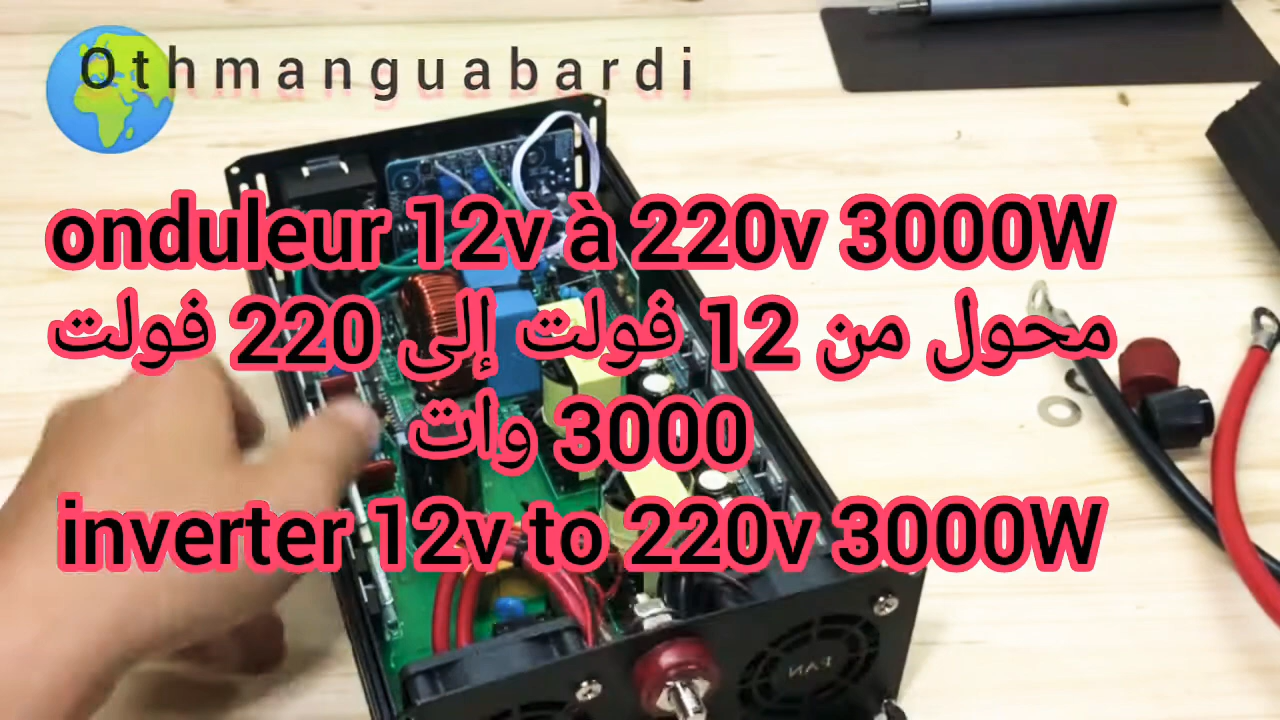 Othmanguabardi
onduleur 12v à 220v 3000W
محول من 12 فولت إلى 220 فولت
3000 وات
inverter 12v to 220v 3000W
FAN